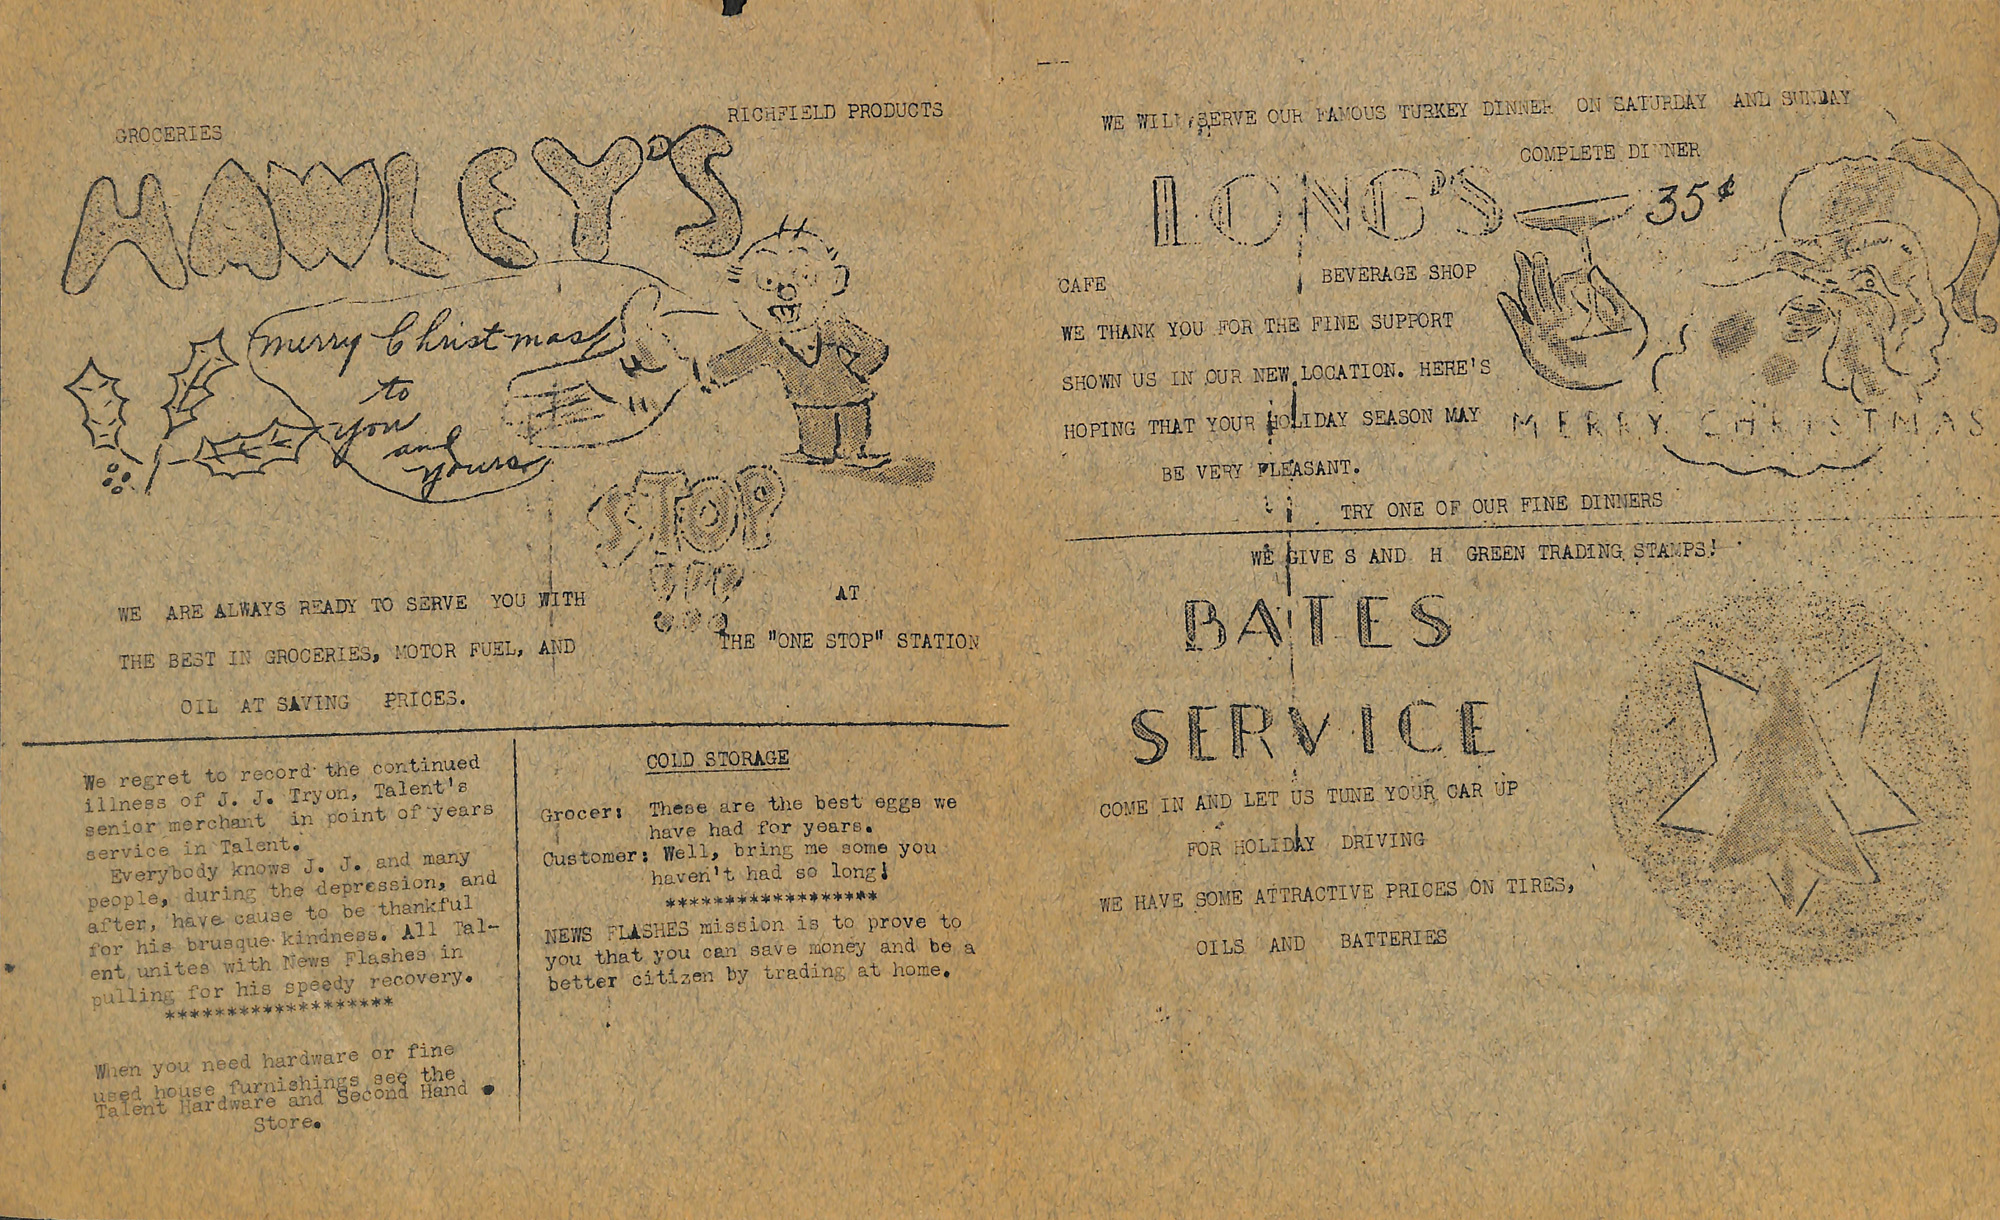 GROCERIES
RICHFIELD PRODUCTS
HAWLEY'S
merry Christmas
to
you
and
yours
STOP
WE ARE ALWAYS READY TO SERVE YOU WITH
AT
THE BEST IN GROCERIES, MOTOR FUEL, AND
THE "ONE STOP" STATION
OIL AT SAVING PRICES.
We regret to record the continued
illness of J. J. Tryon, Talent's
senior merchant in point of years
service in Talent.
Everybody knows J. J. and many
people, during the depression, and
after, have cause to be thankful
for his brusque kindness. All Tal-
ent unites with News Flashes in
pulling for his speedy recovery.
*******************
When you need hardware or fine
used house furnishings see the
Talent Hardware and Second Hand
Store.
COLD STORAGE
Grocer: These are the best eggs we
have had for years.
Customer: Well, bring me some you
haven't had so long!
******************
NEWS FLASHES mission is to prove to
you that you can save money and be a
better citizen by trading at home.
WE WILL SERVE OUR FAMOUS TURKEY DINNER ON SATURDAY AND SUNDAY
COMPLETE DINNER
LONG'S
35¢
CAFE
BEVERAGE SHOP
WE THANK YOU FOR THE FINE SUPPORT
SHOWN US IN OUR NEW LOCATION. HERE'S
HOPING THAT YOUR HOLIDAY SEASON MAY
MERRY CHRISTMAS
BE VERY PLEASANT.
TRY ONE OF OUR FINE DINNERS
WE GIVE S AND H GREEN TRADING STAMPS!
BATES
SERVICE
COME IN AND LET US TUNE YOUR CAR UP
FOR HOLIDAY DRIVING
WE HAVE SOME ATTRACTIVE PRICES ON TIRES,
OILS AND BATTERIES